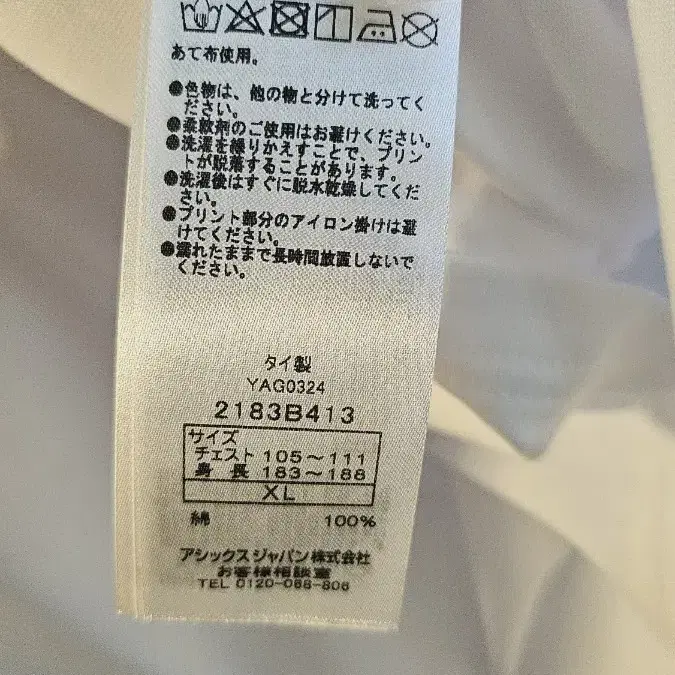 あて布使用。
●色物は、他の物と分けて洗ってく
ださい。
●柔軟剤のご使用はお避けください。
●洗濯を繰りかえすことで、プリン
トが脱落することがあります。
●洗濯後はすぐに脱水乾燥してくだ
さい。
●プリント部分のアイロン掛けは避
けてください。
●濡れたままで長時間放置しないで
ください。
タイ製
YAG0324
2183B413
サイズ
チェスト 105～111
身 長 183～188
XL
綿 100%
アシックスジャパン株式会社
お客様相談室
TEL 0120-068-806